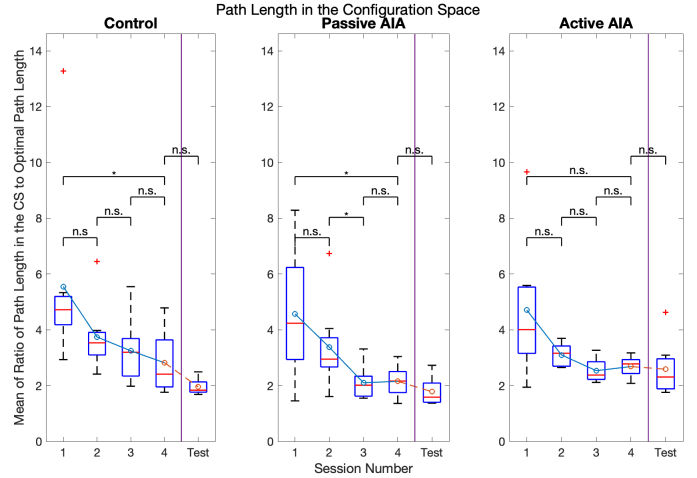 Path Length in the Configuration Space
Control
Passive AIA
Active AIA
Mean of Ratio of Path Length in the CS to Optimal Path Length
14
12
10
8
6
4
2
0
n.s.
*
n.s.
n.s.
n.s
1 2 3 4 Test
14
12
10
8
6
4
2
0
n.s.
*
n.s.
*
n.s.
1 2 3 4 Test
14
12
10
8
6
4
2
0
n.s.
n.s.
n.s.
n.s.
n.s.
1 2 3 4 Test
Session Number